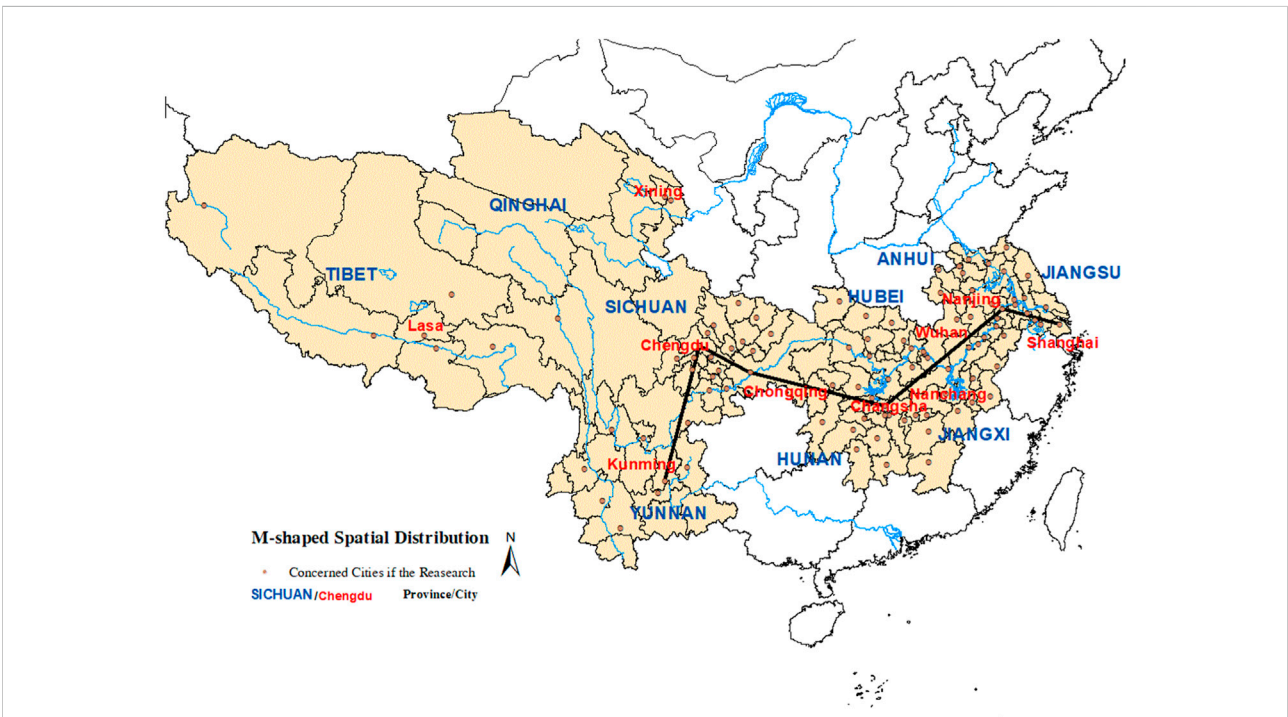 Xining
QINGHAI
ANHUI
TIBET
JIANGSU
SICHUAN
HUBEI
Nanjing
Lasa
Wuhan
Chengdu
Shanghai
Chongqing
Nanchang
Changsha
JIANGXI
HUNAN
Kunming
YUNNAN
M-shaped Spatial Distribution
N
Concerned Cities if the Reasearch
SICHUAN/Chengdu Province/City